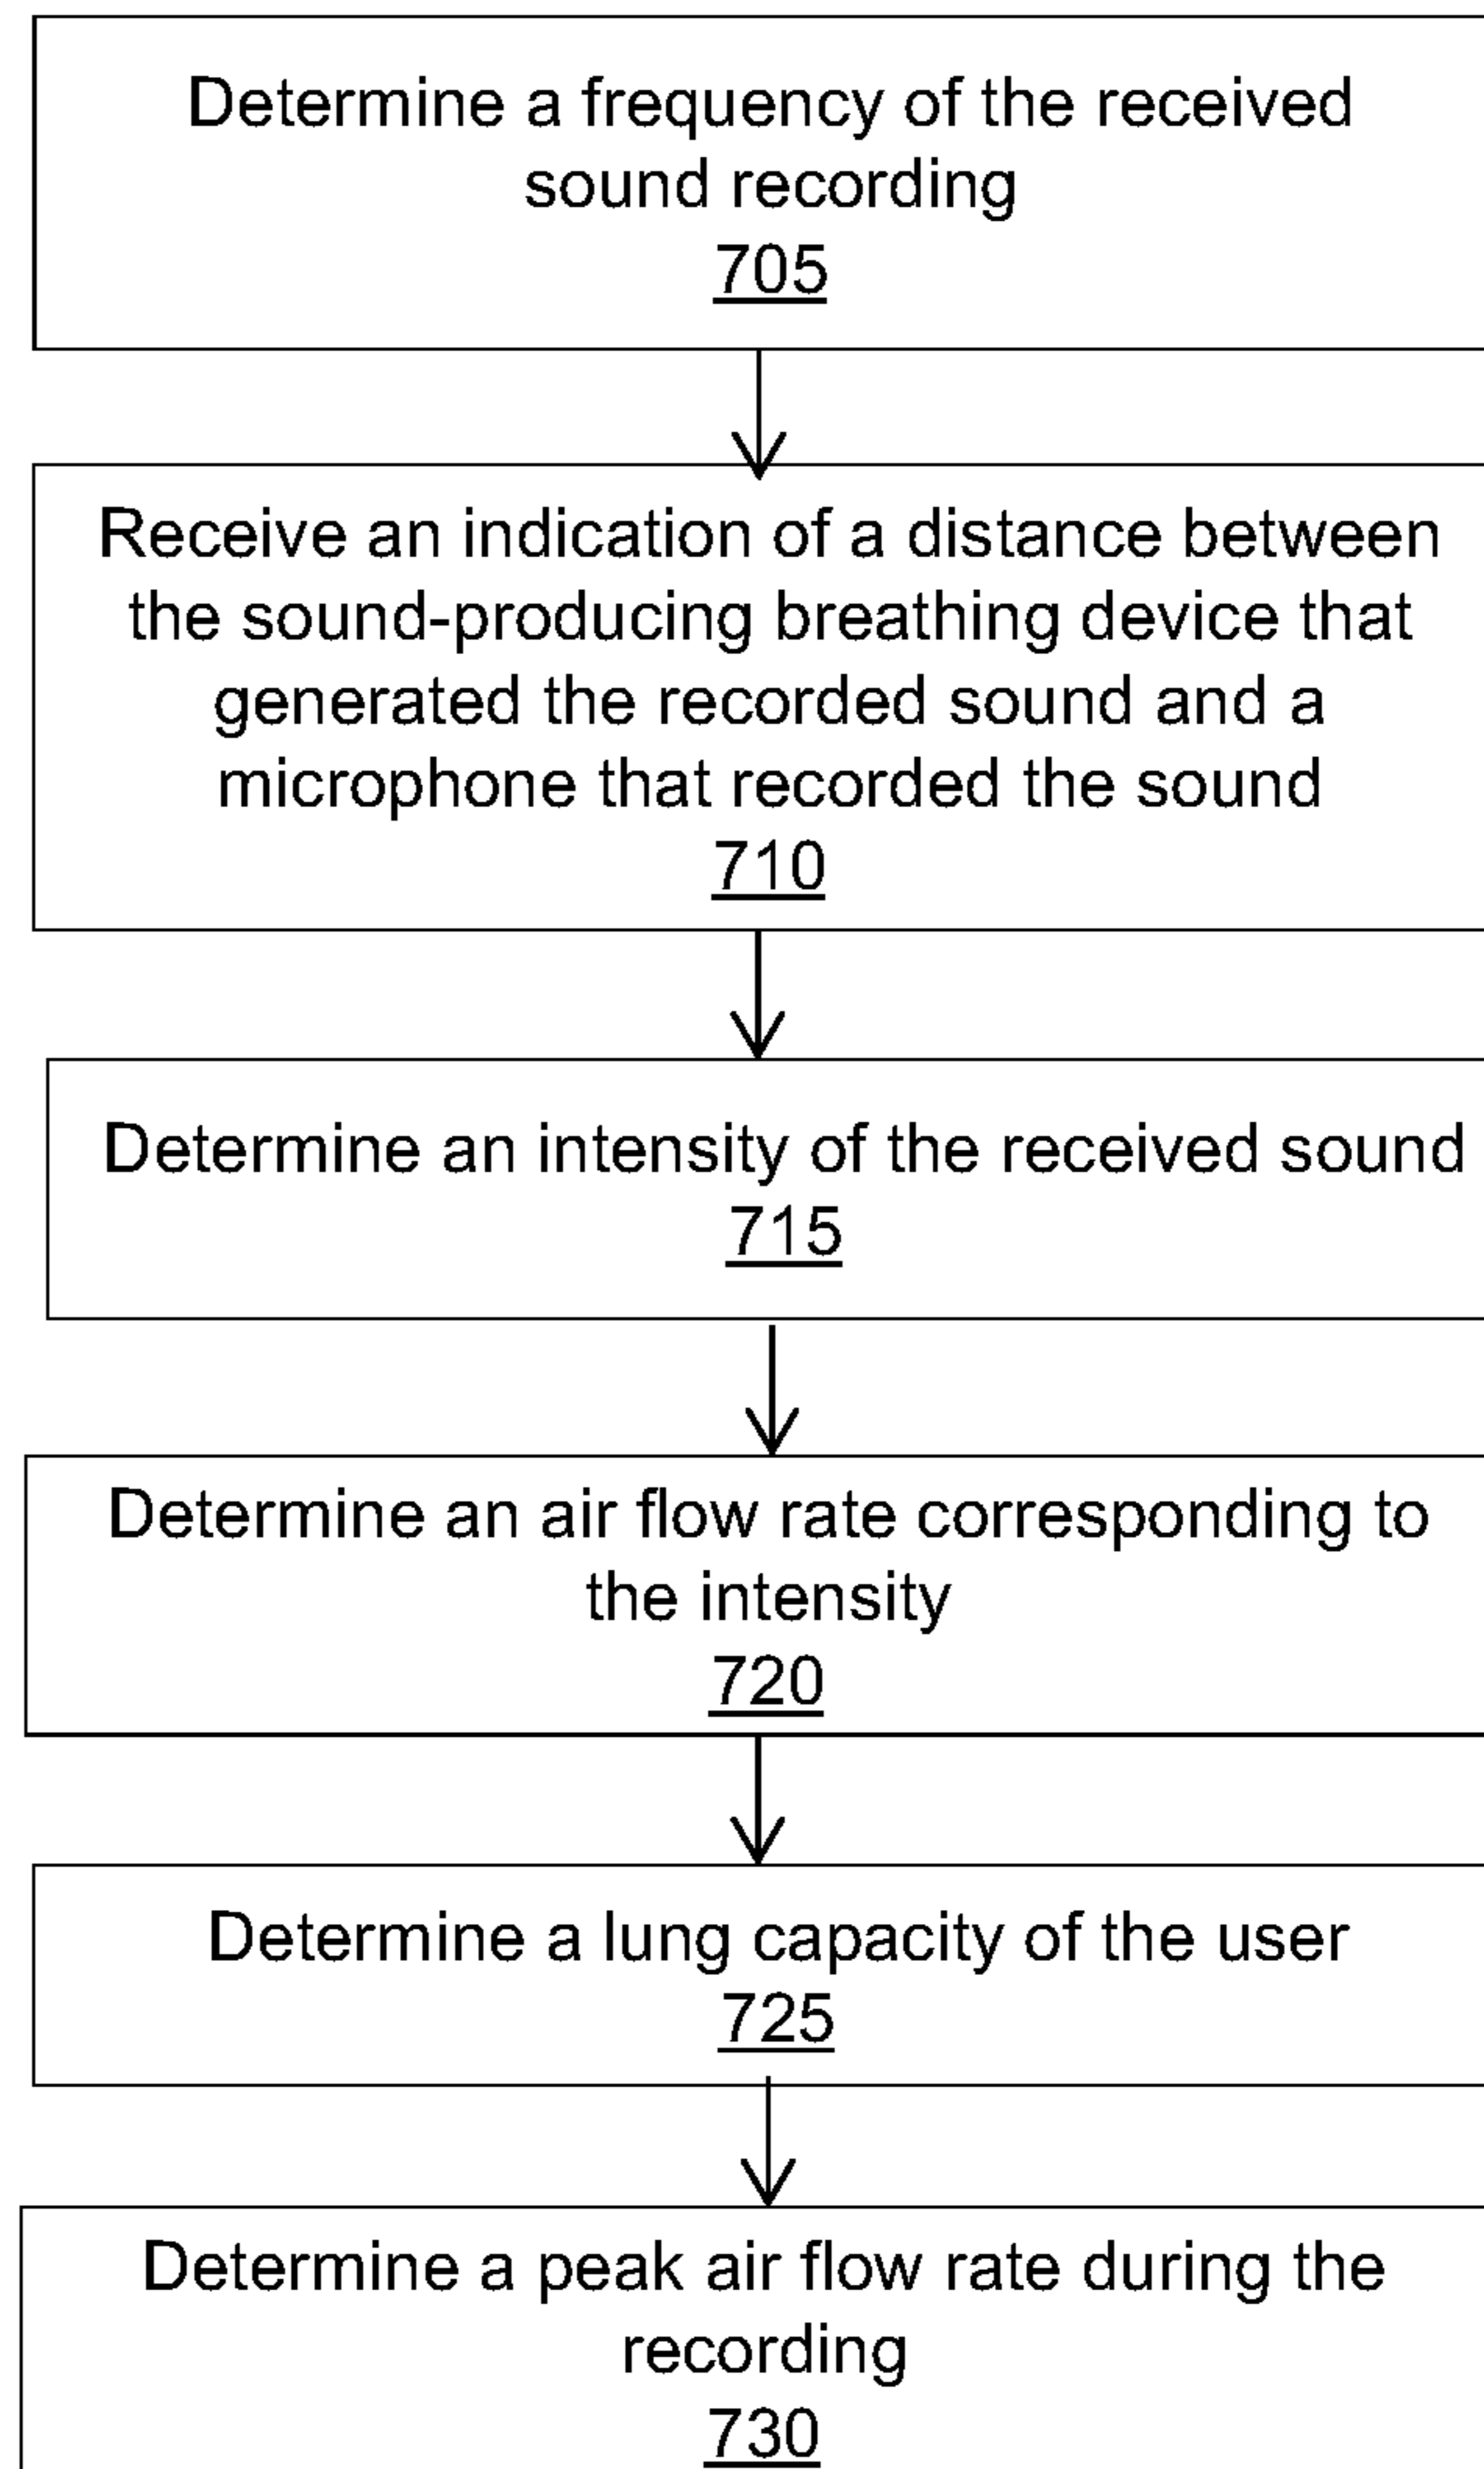 Determine a frequency of the received
sound recording
705
Receive an indication of a distance between
the sound-producing breathing device that
generated the recorded sound and a
microphone that recorded the sound
710
Determine an intensity of the received sound
715
Determine an air flow rate corresponding to
the intensity
720
Determine a lung capacity of the user
725
Determine a peak air flow rate during the
recording
730